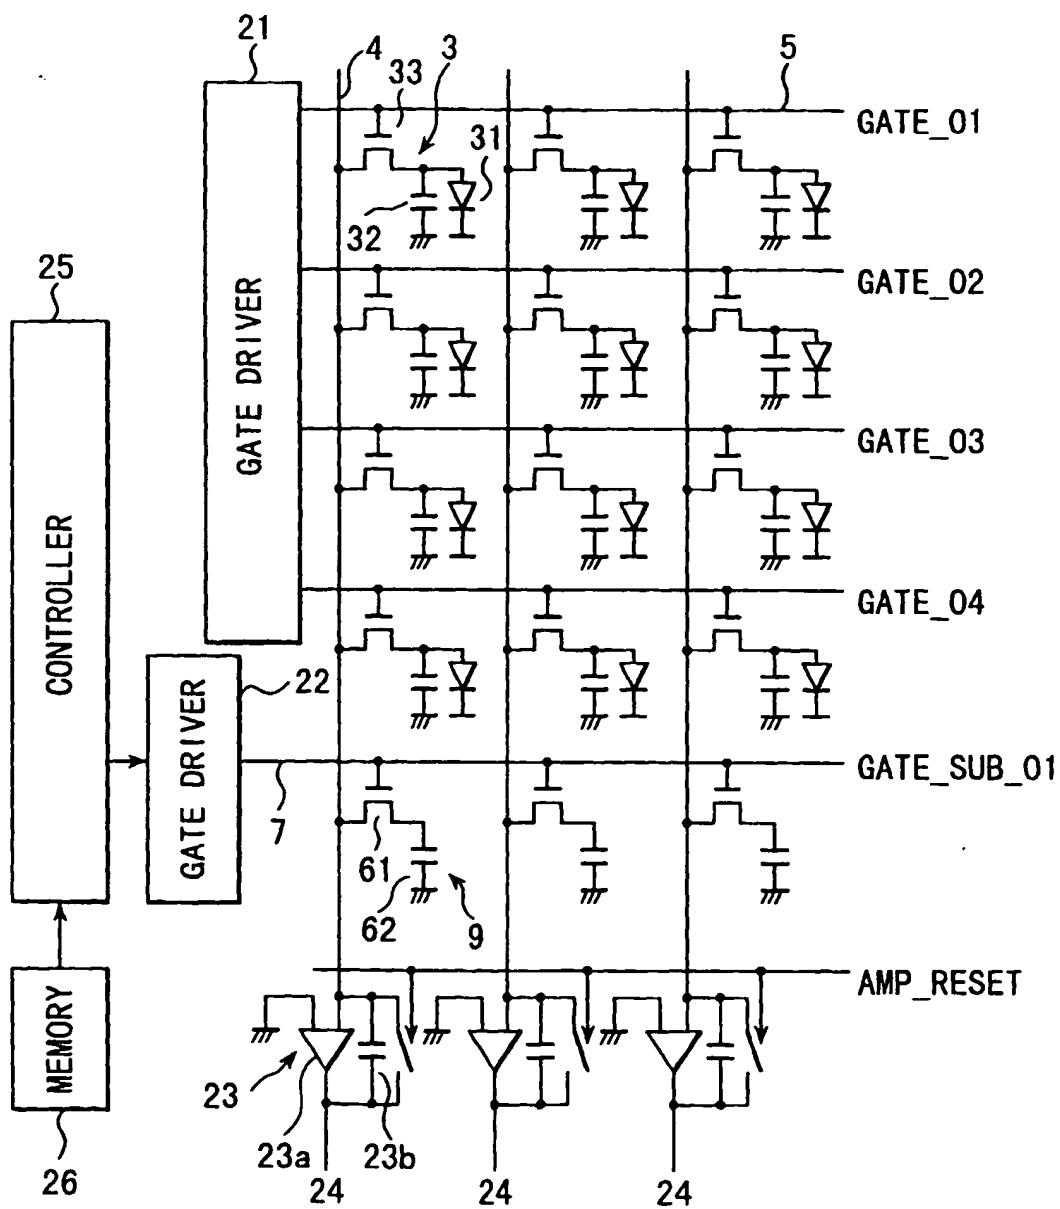 21
4
33
3
5
GATE_01
31
32
25
GATE_02
GATE DRIVER
GATE_03
CONTROLLER
GATE_04
22
GATE DRIVER
GATE_SUB_01
7
61
62
9
AMP_RESET
MEMORY
23
23a
23b
26
24
24
24